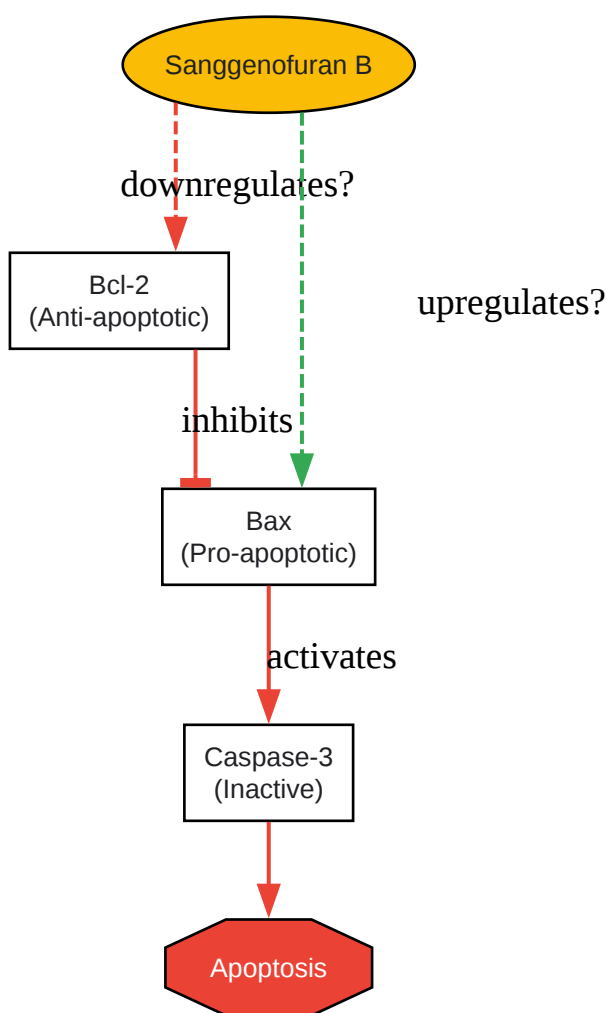 Sanggenofuran B
downregulates?
Bcl-2
(Anti-apoptotic)
upregulates?
inhibits
Bax
(Pro-apoptotic)
activates
Caspase-3
(Inactive)
Apoptosis